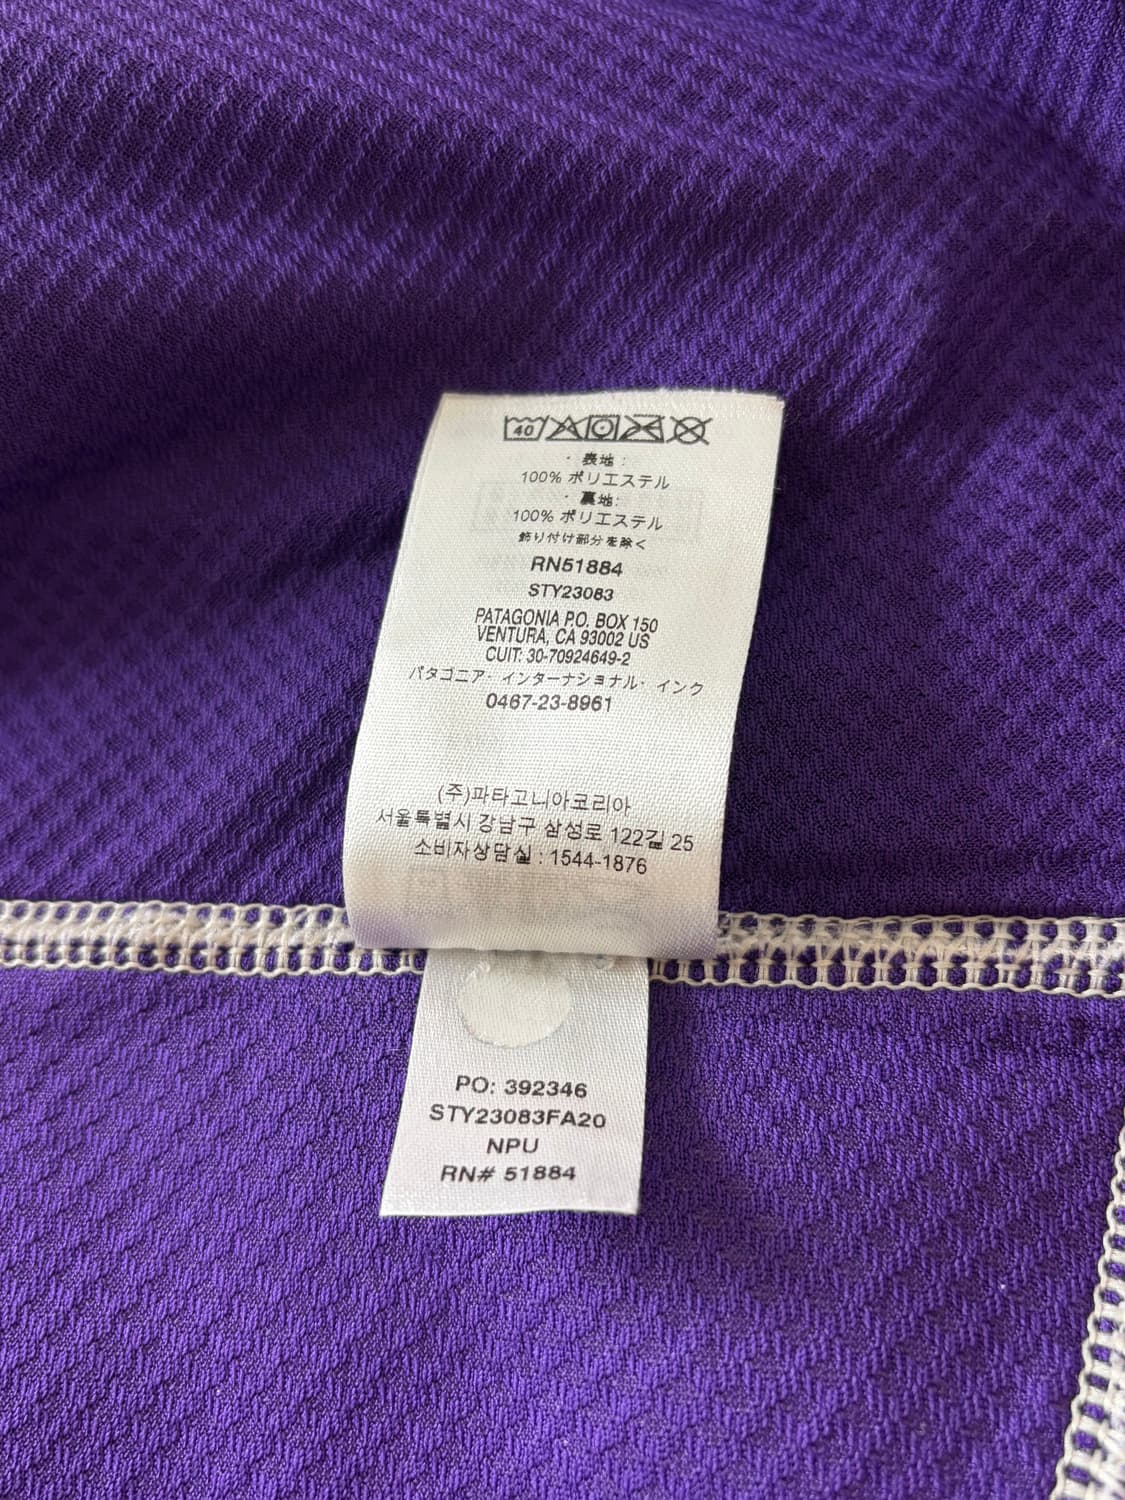 40
・表地：
100% ポリエステル
・裏地:
100% ポリエステル
飾り付け部分を除く
RN51884
STY23083
PATAGONIA P.O. BOX 150
VENTURA, CA 93002 US
CUIT: 30-70924649-2
パタゴニア・インターナショナル・インク
0467-23-8961
(주)파타고니아코리아
서울특별시 강남구 삼성로 122길 25
소비자상담실 : 1544-1876
PO: 392346
STY23083FA20
NPU
RN# 51884